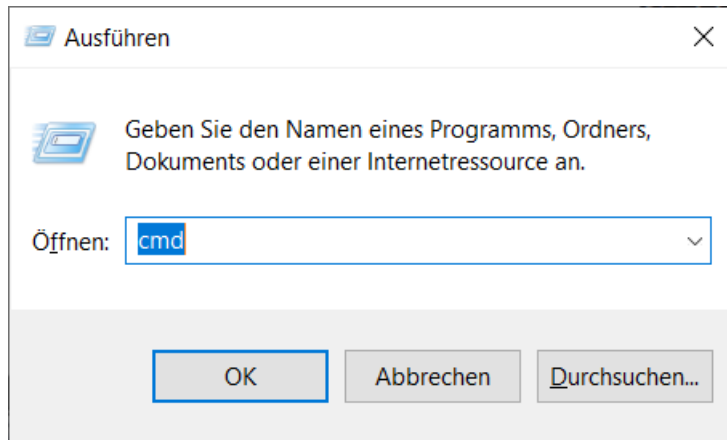 Ausführen
Geben Sie den Namen eines Programms, Ordners,
Dokuments oder einer Internetressource an.
Öffnen: cmd
OK Abbrechen Durchsuchen...